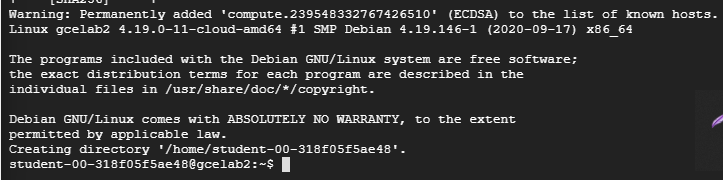 [SHA256]
Warning: Permanently added 'compute.239548332767426510' (ECDSA) to the list of known hosts.
Linux gcelab2 4.19.0-11-cloud-amd64 #1 SMP Debian 4.19.146-1 (2020-09-17) x86_64
The programs included with the Debian GNU/Linux system are free software;
the exact distribution terms for each program are described in the
individual files in /usr/share/doc/*/copyright.
Debian GNU/Linux comes with ABSOLUTELY NO WARRANTY, to the extent
permitted by applicable law.
Creating directory '/home/student-00-318f05f5ae48'.
student-00-318f05f5ae48@gcelab2:~$